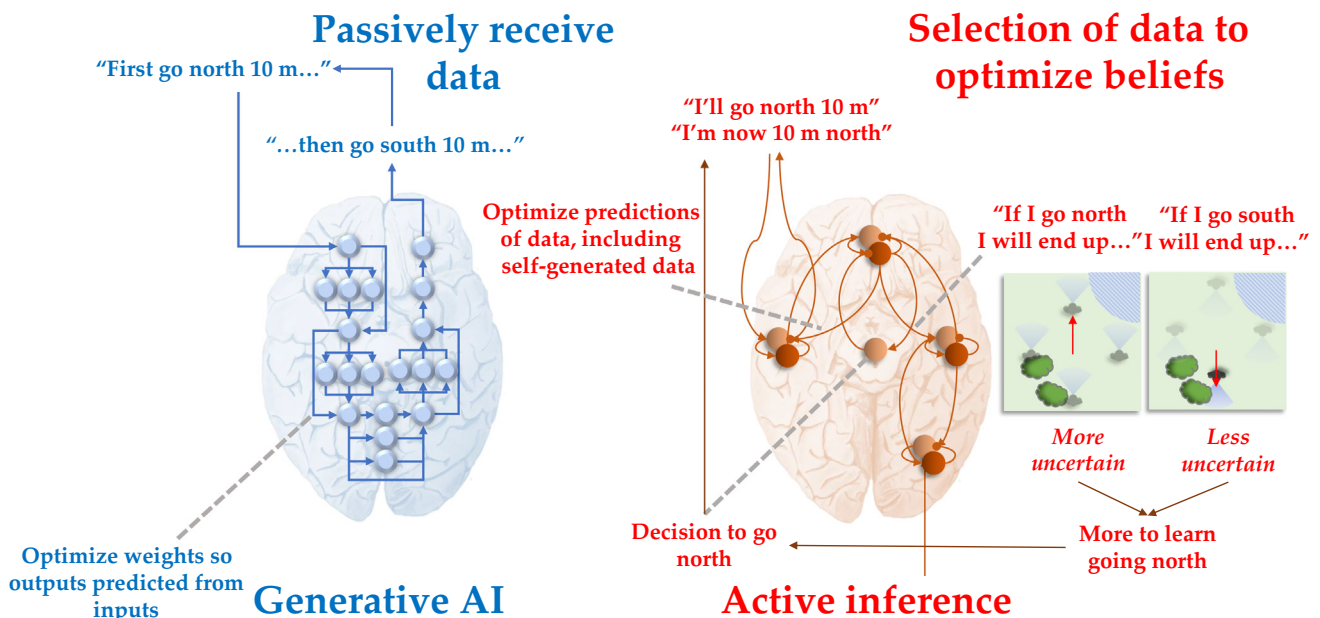 Passively receive
data
“First go north 10 m…”
“…then go south 10 m…”
Optimize weights so
outputs predicted from
inputs
Generative AI
Selection of data to
optimize beliefs
“I’ll go north 10 m”
“I’m now 10 m north”
Optimize predictions
of data, including
self-generated data
“If I go north
I will end up…”
“If I go south
I will end up…”
More
uncertain
Less
uncertain
More to learn
going north
Decision to go
north
Active inference